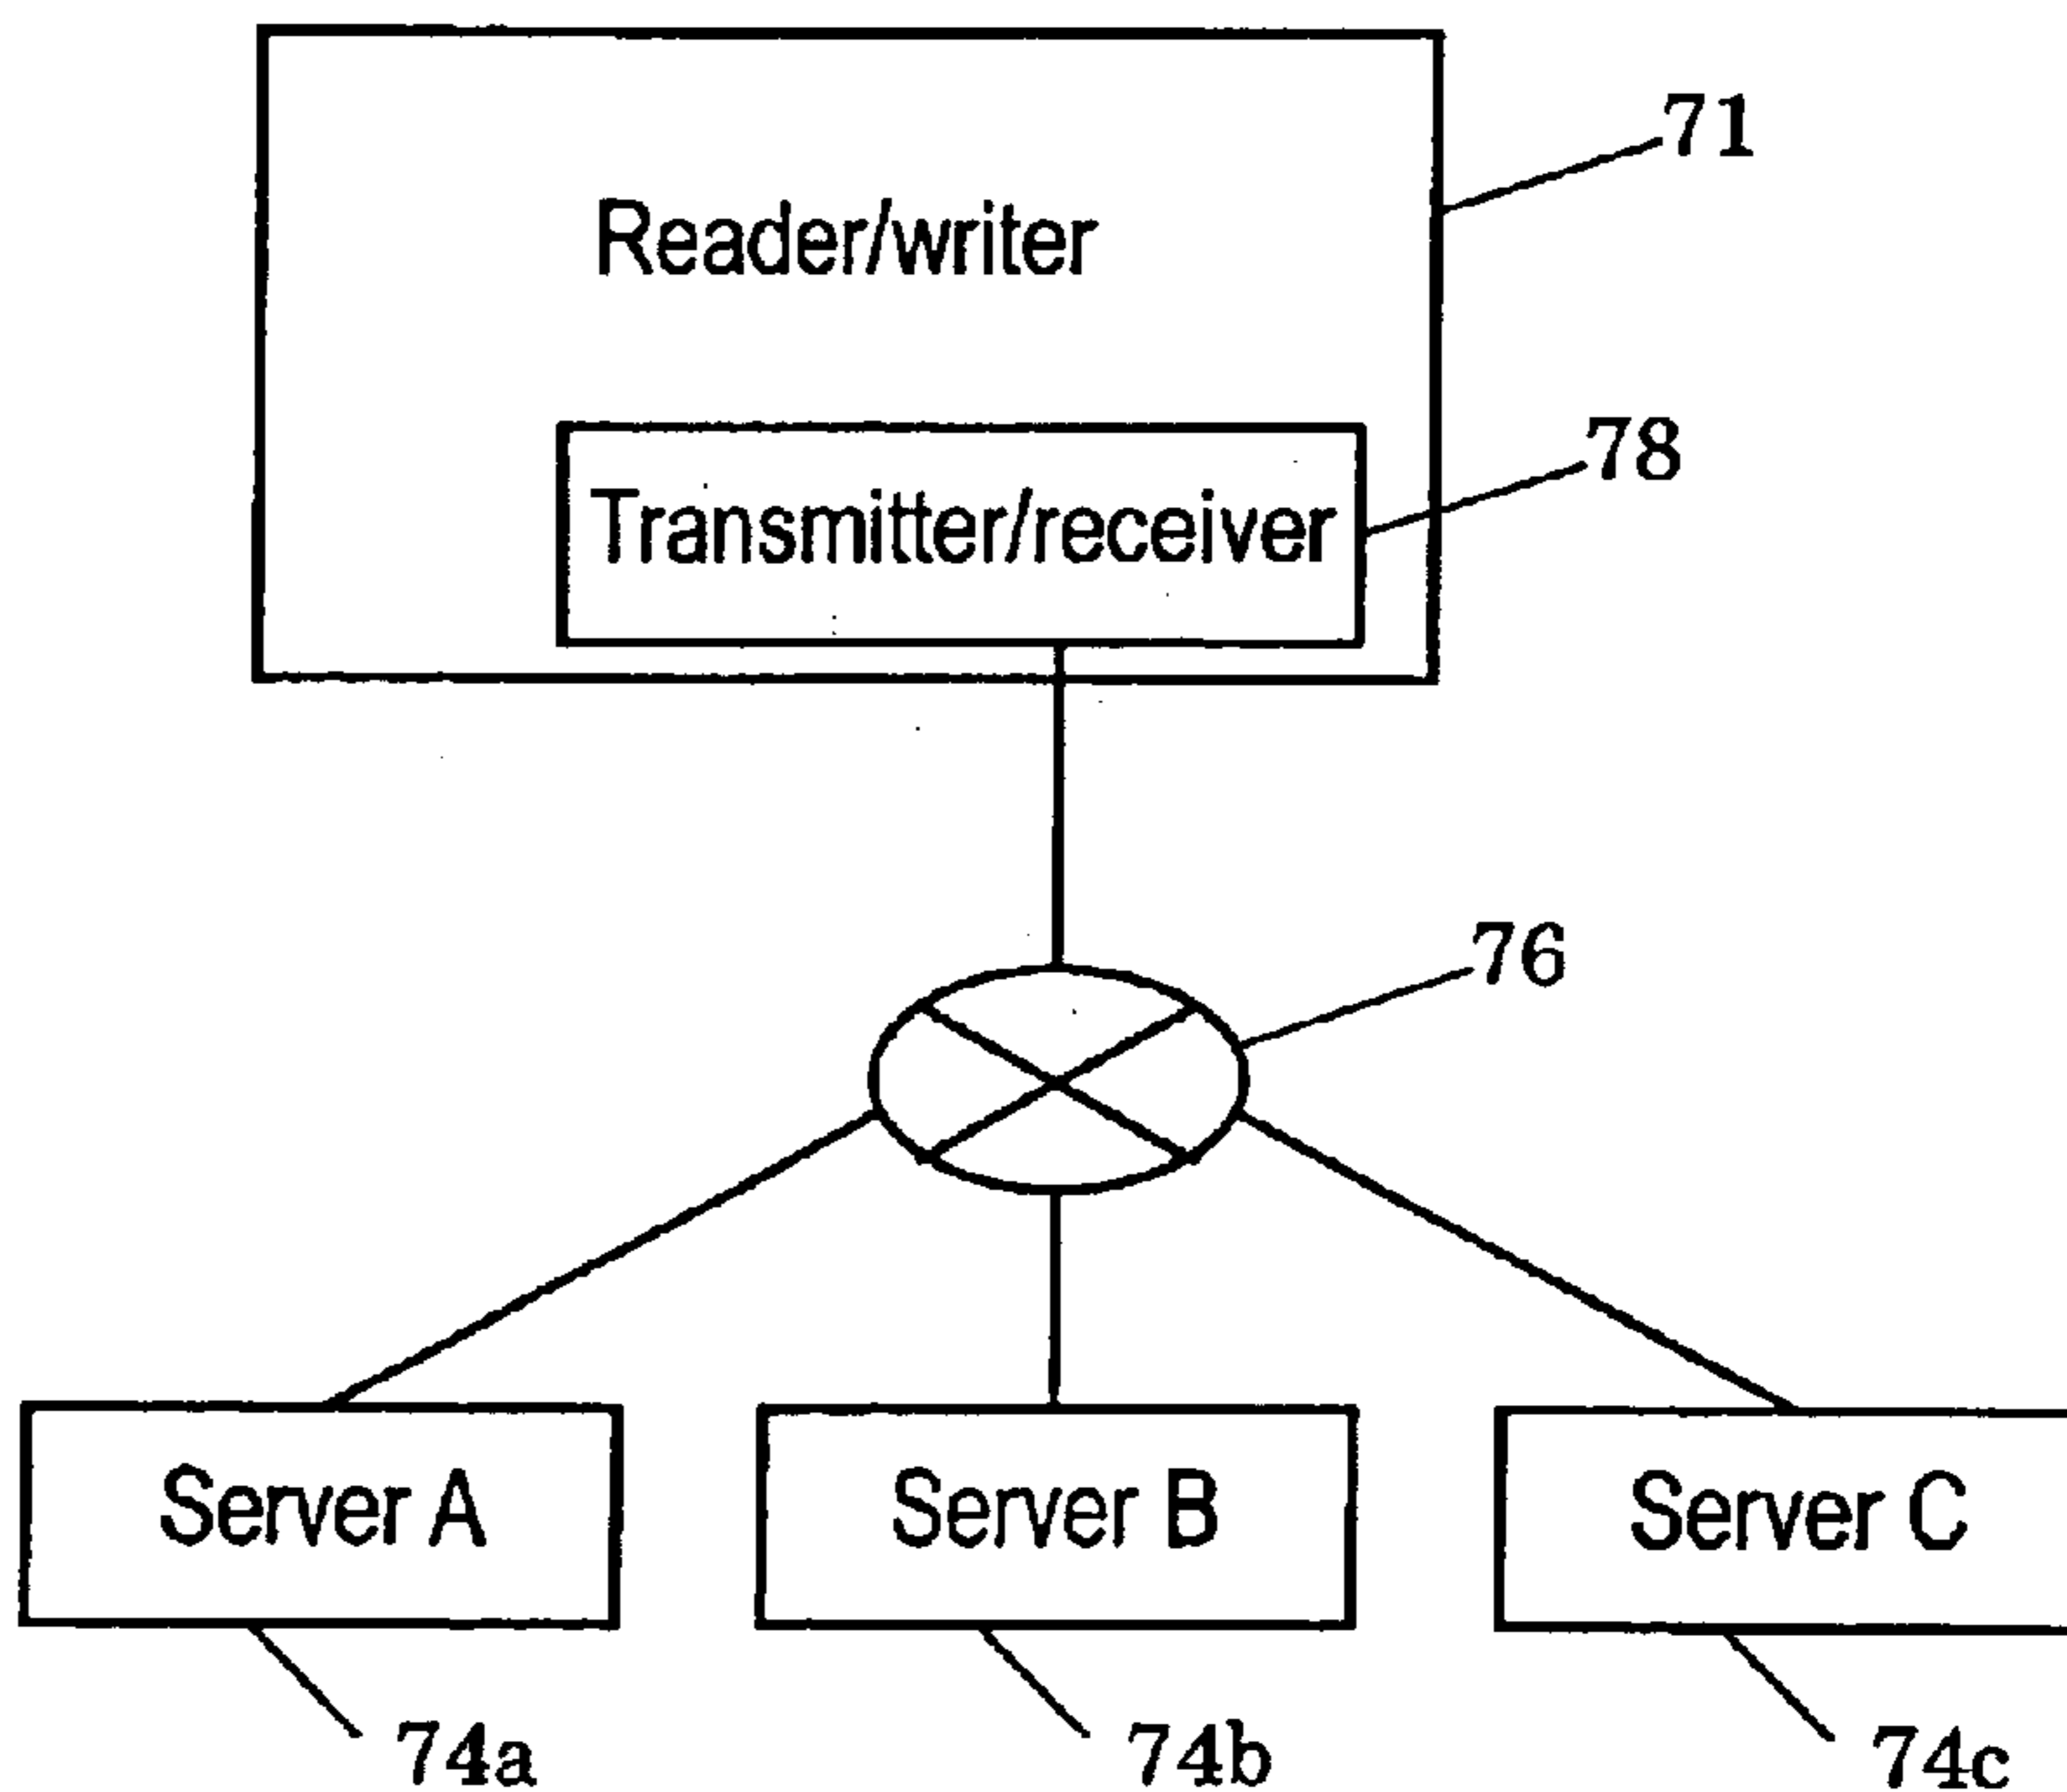 71
Reader/writer
78
Transmitter/receiver
76
Server A
Server B
Server C
74a
74b
74c